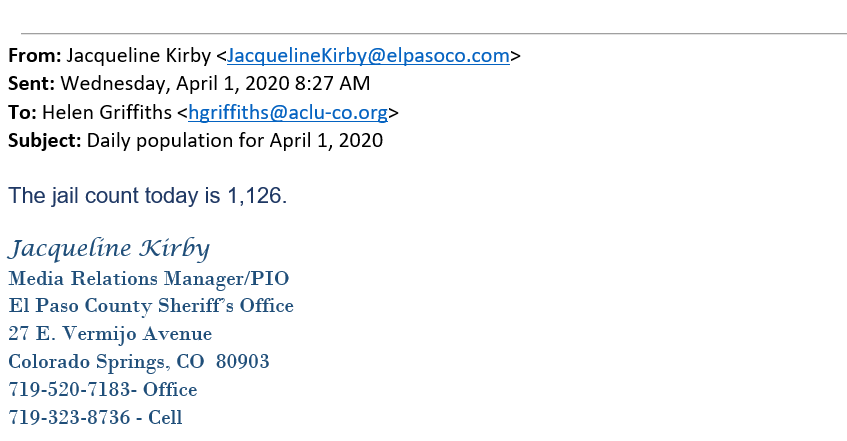 From: Jacqueline Kirby <JacquelineKirby@elpasoco.com>
Sent: Wednesday, April 1, 2020 8:27 AM
To: Helen Griffiths <hgriffiths@aclu-co.org>
Subject: Daily population for April 1, 2020
The jail count today is 1,126.
Jacqueline Kirby
Media Relations Manager/PIO
El Paso County Sheriff's Office
27 E. Vermijo Avenue
Colorado Springs, CO  80903
719-520-7183- Office
719-323-8736 - Cell